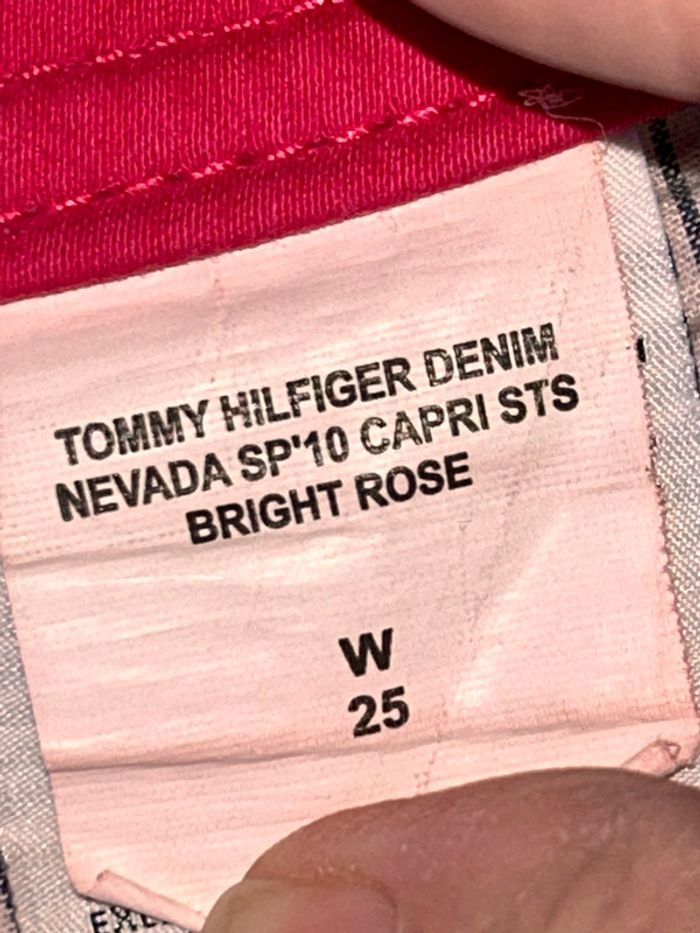 TOMMY HILFIGER DENIM
NEVADA SP'10 CAPRI STS
BRIGHT ROSE
W
25